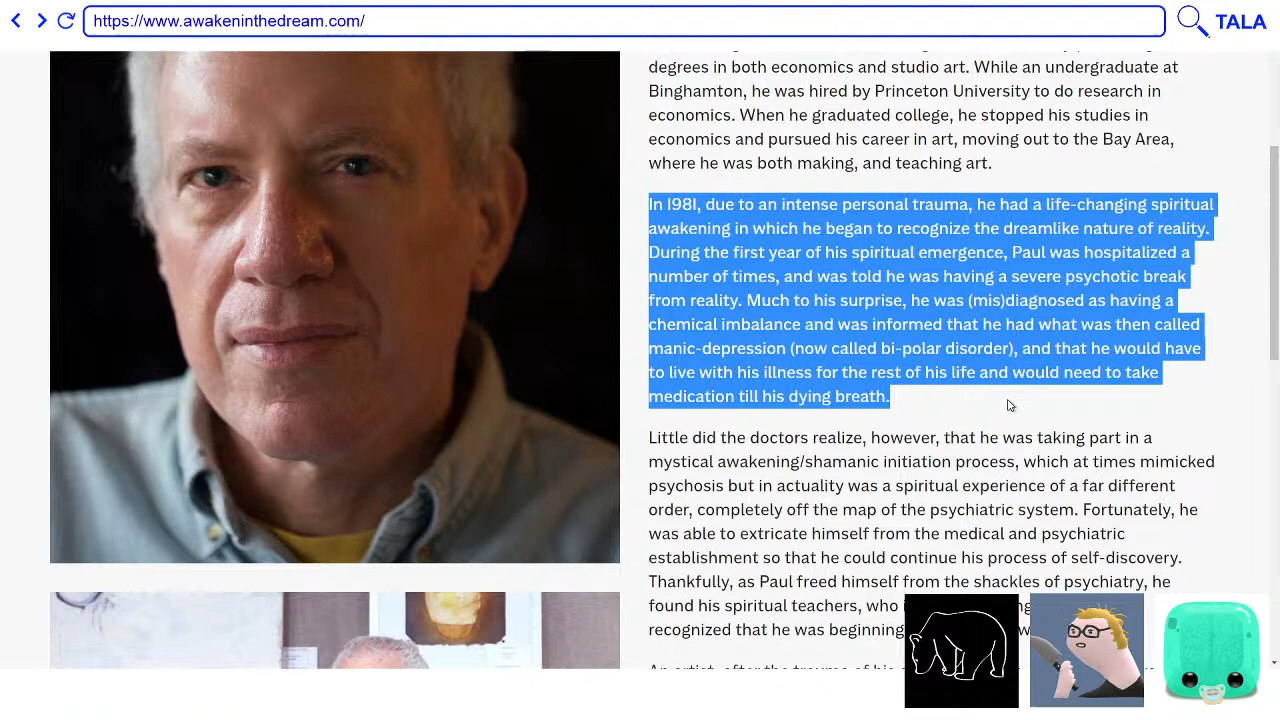 https://www.awakeninthedream.com/
TALA
degrees in both economics and studio art. While an undergraduate at
Binghamton, he was hired by Princeton University to do research in
economics. When he graduated college, he stopped his studies in
economics and pursued his career in art, moving out to the Bay Area,
where he was both making, and teaching art.
In 1981, due to an intense personal trauma, he had a life-changing spiritual
awakening in which he began to recognize the dreamlike nature of reality.
During the first year of his spiritual emergence, Paul was hospitalized a
number of times, and was told he was having a severe psychotic break
from reality. Much to his surprise, he was (mis)diagnosed as having a
chemical imbalance and was informed that he had what was then called
manic-depression (now called bi-polar disorder), and that he would have
to live with his illness for the rest of his life and would need to take
medication till his dying breath.
Little did the doctors realize, however, that he was taking part in a
mystical awakening/shamanic initiation process, which at times mimicked
psychosis but in actuality was a spiritual experience of a far different
order, completely off the map of the psychiatric system. Fortunately, he
was able to extricate himself from the medical and psychiatric
establishment so that he could continue his process of self-discovery.
Thankfully, as Paul freed himself from the shackles of psychiatry, he
found his spiritual teachers, who
recognized that he was beginning